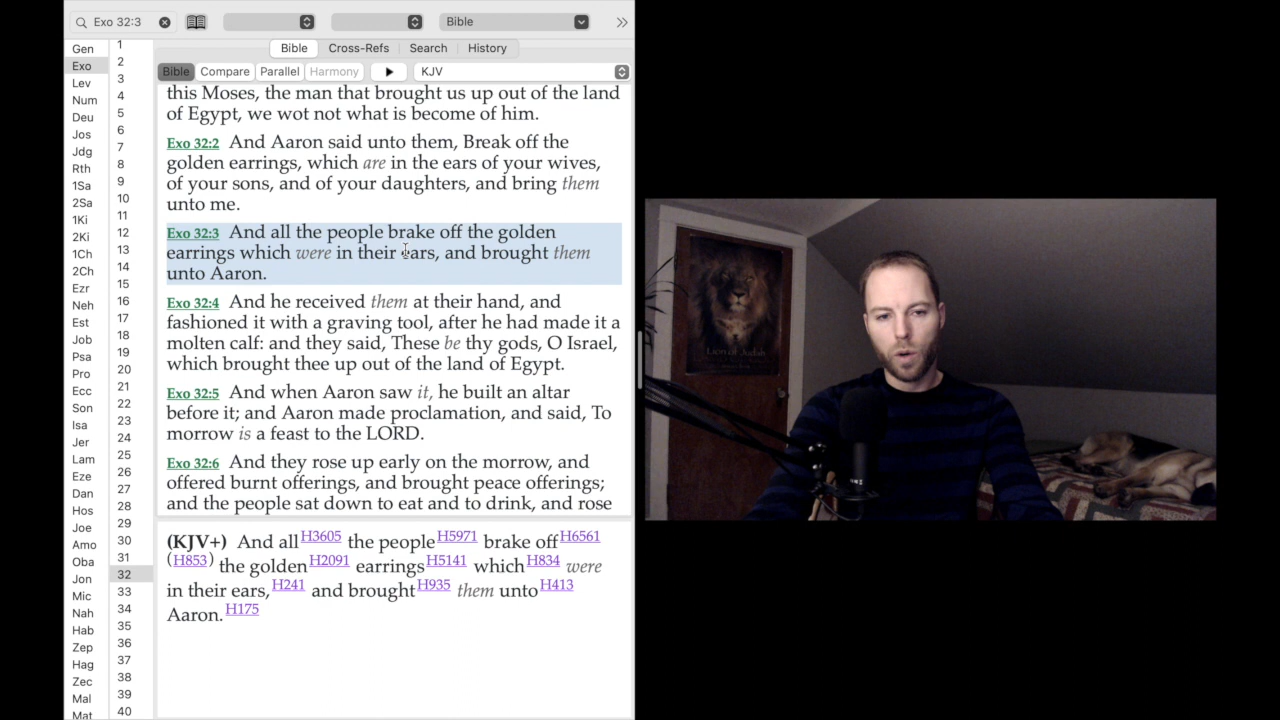 Exo 32:3
Bible
Bible Cross-Refs Search History
Bible Compare Parallel Harmony KJV
Gen
Exo
Lev
Num
Deu
Jos
Jdg
Rth
1Sa
2Sa
1Ki
2Ki
1Ch
2Ch
Ezr
Neh
Est
Job
Psa
Pro
Ecc
Son
Isa
Jer
Lam
Eze
Dan
Hos
Joe
Amo
Oba
Jon
Mic
Nah
Hab
Zep
Hag
Zec
Mal
Mat
1
2
3
4
5
6
7
8
9
10
11
12
13
14
15
16
17
18
19
20
21
22
23
24
25
26
27
28
29
30
31
32
33
34
35
36
37
38
39
40
this Moses, the man that brought us up out of the land
of Egypt, we wot not what is become of him.
Exo 32:2 And Aaron said unto them, Break off the
golden earrings, which are in the ears of your wives,
of your sons, and of your daughters, and bring them
unto me.
Exo 32:3 And all the people brake off the golden
earrings which were in their ears, and brought them
unto Aaron.
Exo 32:4 And he received them at their hand, and
fashioned it with a graving tool, after he had made it a
molten calf: and they said, These be thy gods, O Israel,
which brought thee up out of the land of Egypt.
Exo 32:5 And when Aaron saw it, he built an altar
before it; and Aaron made proclamation, and said, To
morrow is a feast to the LORD.
Exo 32:6 And they rose up early on the morrow, and
offered burnt offerings, and brought peace offerings;
and the people sat down to eat and to drink, and rose
(KJV+) And all H3605 the people H5971 brake off H6561
(H853) the golden H2091 earrings H5141 which H834 were
in their ears, H241 and brought H935 them unto H413
Aaron. H175
Lion of Judah